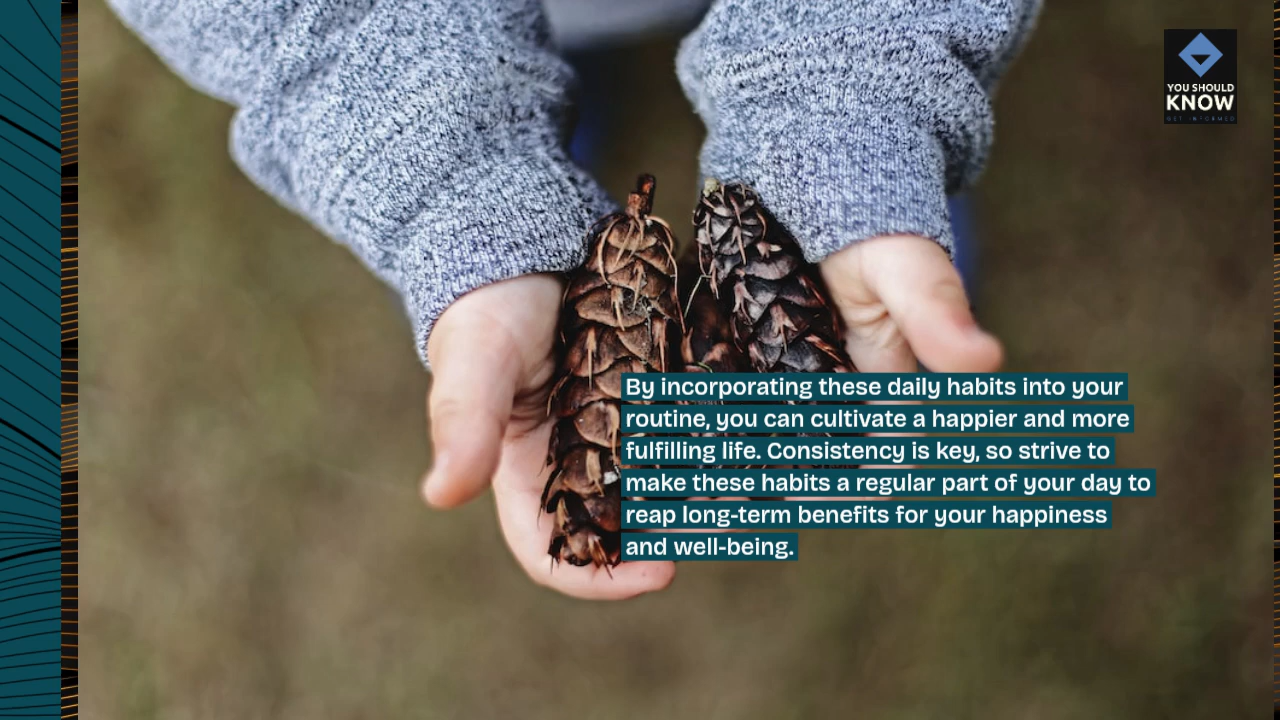 YOU SHOULD
KNOW
GET INFORMED
By incorporating these daily habits into your
routine, you can cultivate a happier and more
fulfilling life. Consistency is key, so strive to
make these habits a regular part of your day to
reap long-term benefits for your happiness
and well-being.